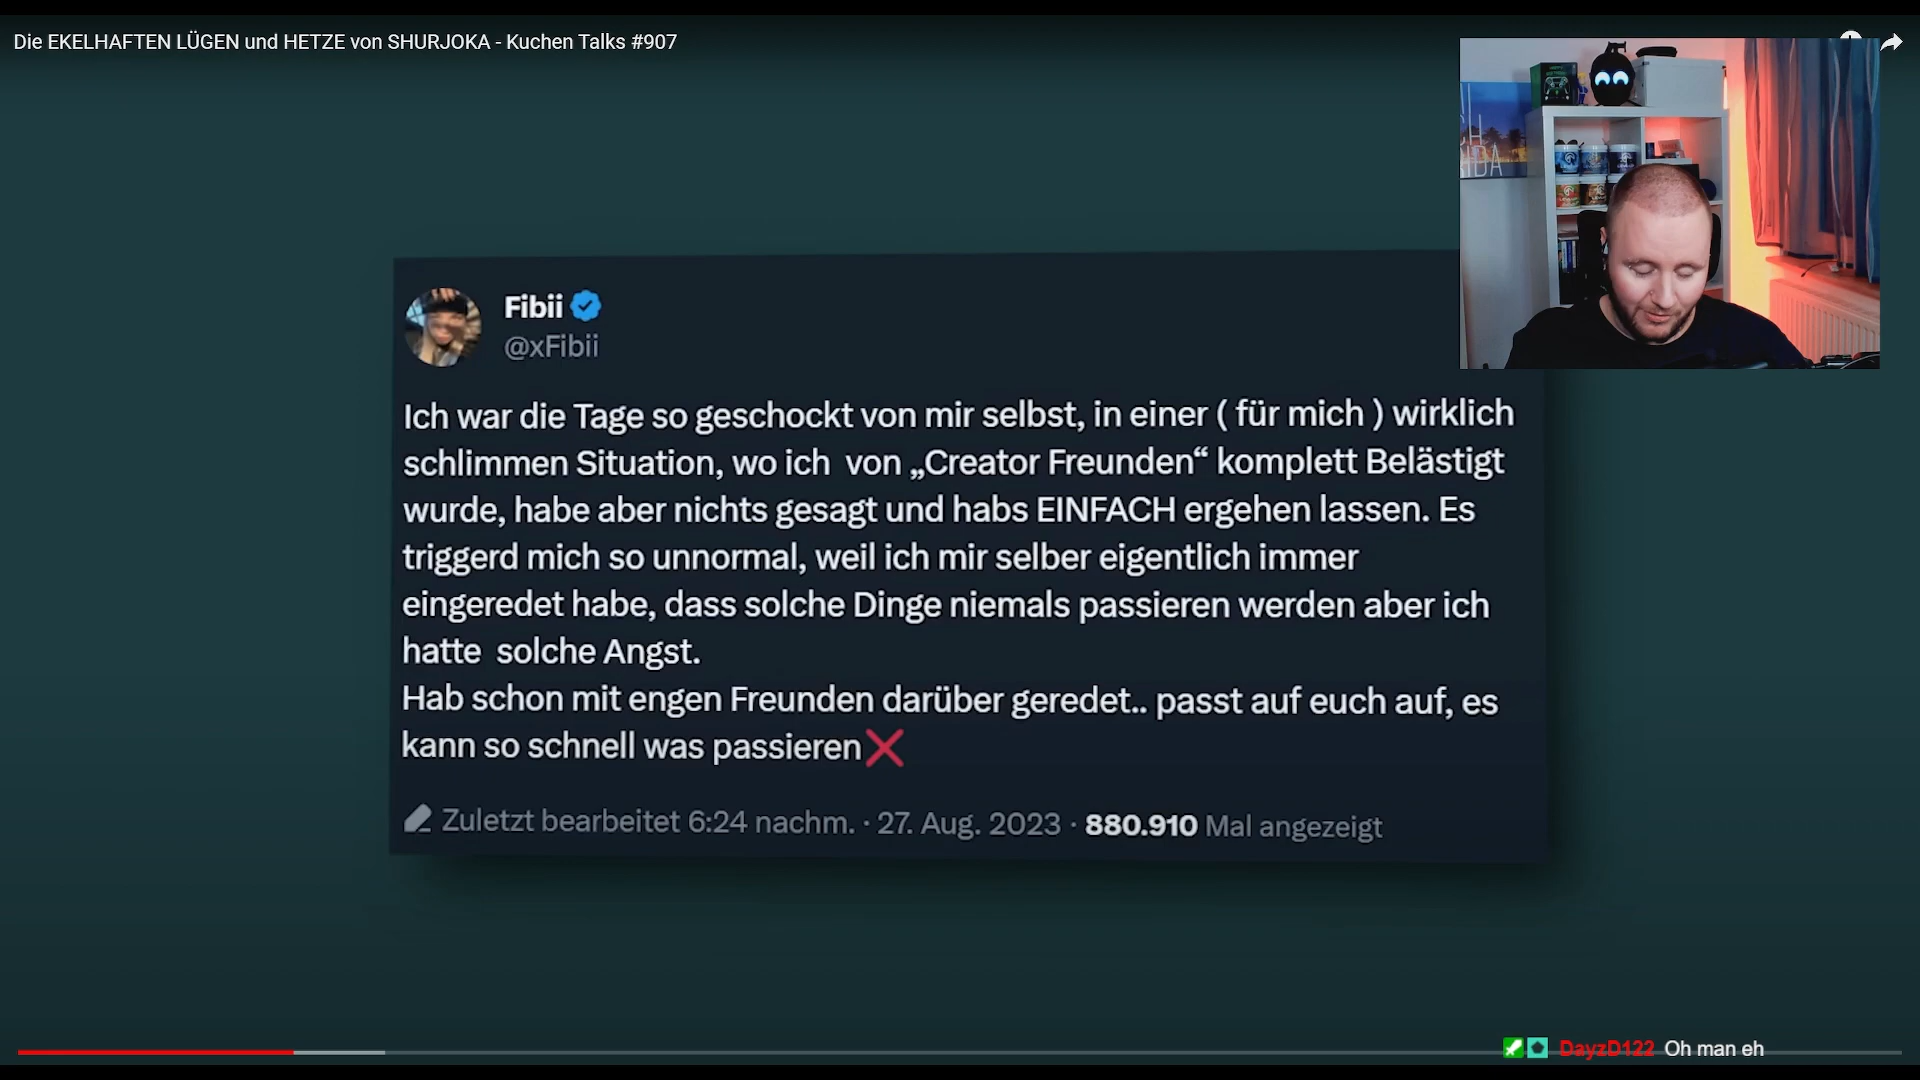 Die EKELHAFTEN LÜGEN und HETZE von SHURJOKA - Kuchen Talks #907
Fibii
@xFibii
Ich war die Tage so geschockt von mir selbst, in einer ( für mich ) wirklich
schlimmen Situation, wo ich  von „Creator Freunden“ komplett Belästigt
wurde, habe aber nichts gesagt und habs EINFACH ergehen lassen. Es
triggerd mich so unnormal, weil ich mir selber eigentlich immer
eingeredet habe, dass solche Dinge niemals passieren werden aber ich
hatte  solche Angst.
Hab schon mit engen Freunden darüber geredet.. passt auf euch auf, es
kann so schnell was passieren❌
Zuletzt bearbeitet 6:24 nachm. · 27. Aug. 2023 · 880.910 Mal angezeigt
DayzD122 Oh man eh